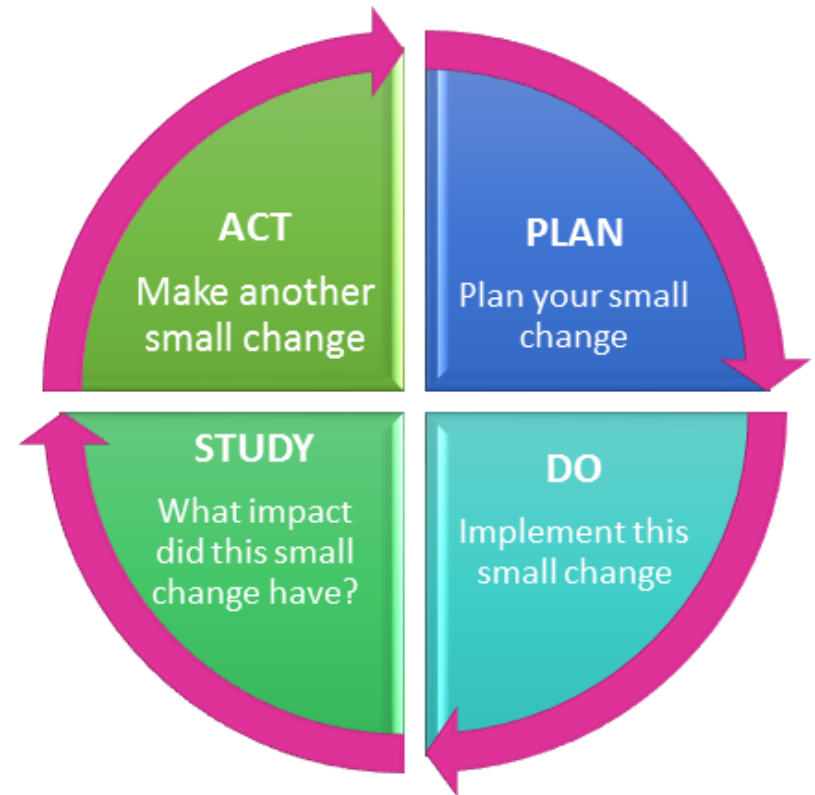 ACT
Make another
small change
PLAN
Plan your small
change
STUDY
What impact
did this small
change have?
DO
Implement this
small change